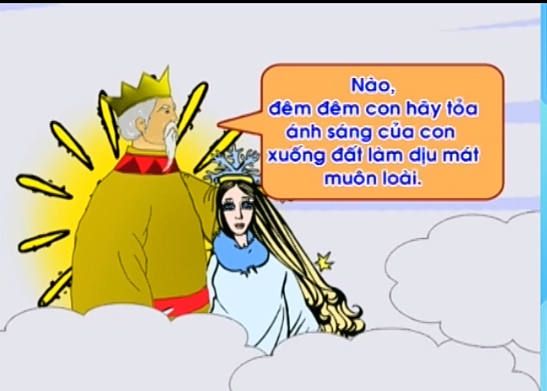 Nào,
đêm đêm con hãy tỏa
ánh sáng của con
xuống đất làm dịu mát
muôn loài.